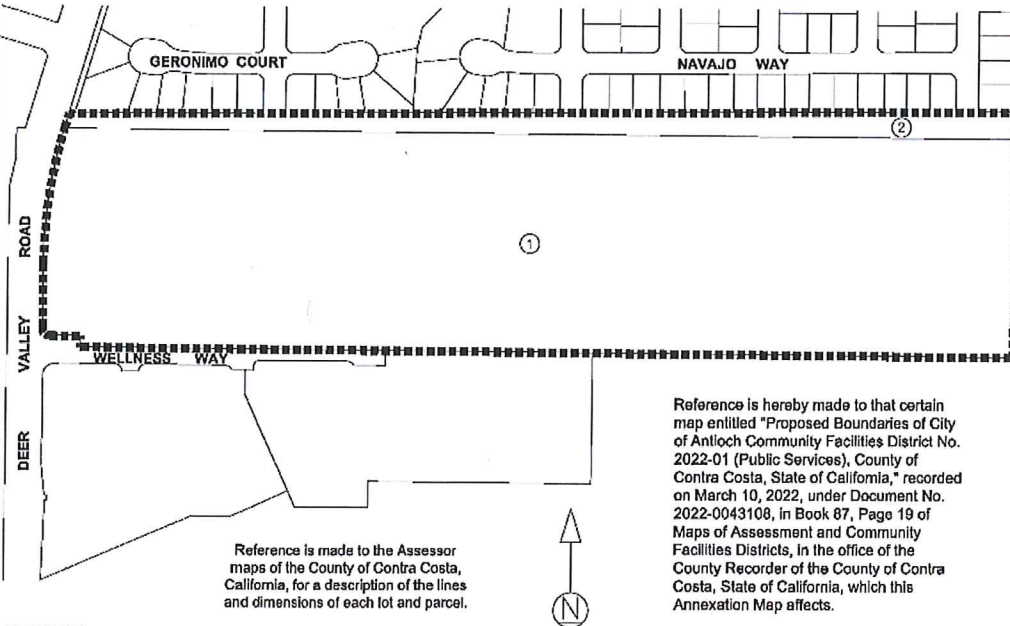 GERONIMO COURT
NAVAJO WAY
2
1
DEER VALLEY ROAD
WELLNESS WAY
Reference is hereby made to that certain
map entitled "Proposed Boundaries of City
of Antioch Community Facilities District No.
2022-01 (Public Services), County of
Contra Costa, State of California," recorded
on March 10, 2022, under Document No.
2022-0043108, in Book 87, Page 19 of
Maps of Assessment and Community
Facilities Districts, in the office of the
County Recorder of the County of Contra
Costa, State of California, which this
Annexation Map affects.
Reference is made to the Assessor
maps of the County of Contra Costa,
California, for a description of the lines
and dimensions of each lot and parcel.
N